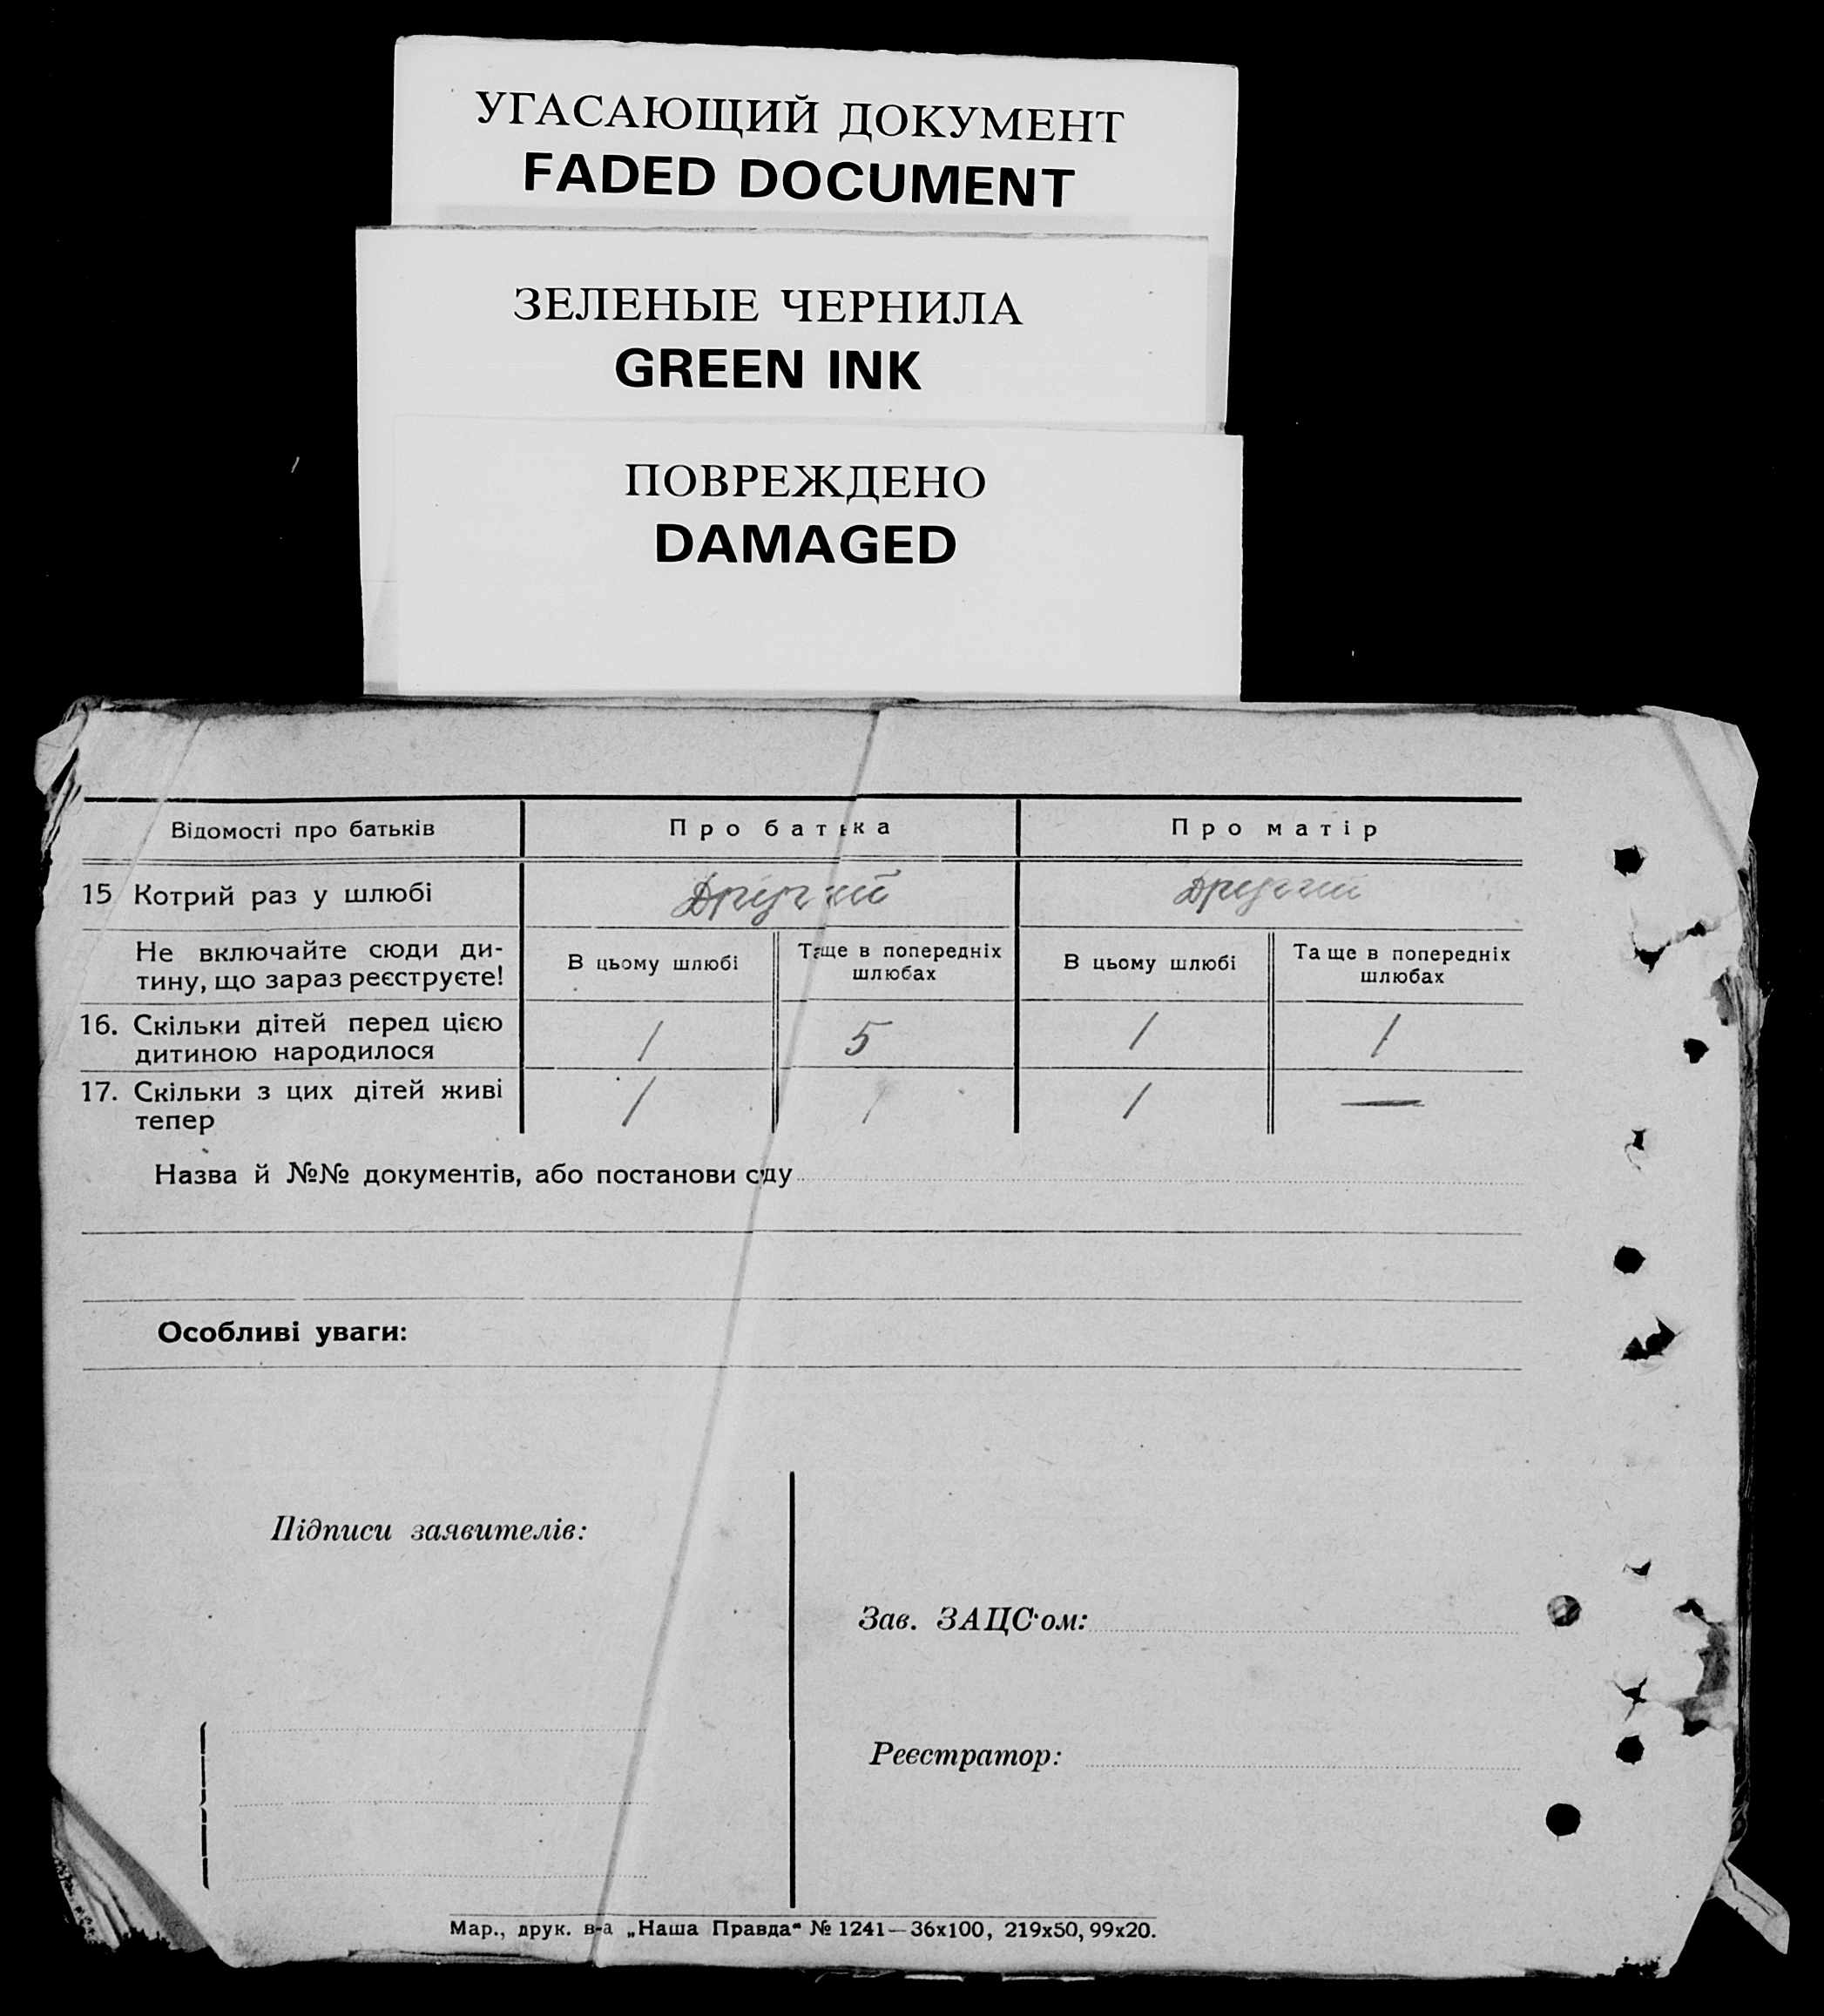 УГАСАЮЩИЙ ДОКУМЕНТ
FADED DOCUMENT
ЗЕЛЕНЫЕ ЧЕРНИЛА
GREEN INK
ПОВРЕЖДЕНО
DAMAGED
Відомості про батьків Про батька Про матір
15 Котрий раз у шлюбі Другий Другий
Не включайте сюди ди-
тину, що зараз реєструєте!
В цьому шлюбі
Та ще в попередніх
шлюбах
В цьому шлюбі
Та ще в попередніх
шлюбах
16. Скільки дітей перед цією
дитиною народилося
1 5 1 1
17. Скільки з цих дітей живі
тепер
1 1 1 —
Назва й №№ документів, або постанови суду
Особливі уваги:
Підписи заявителів:
Зав. ЗАЦС'ом:
Реєстратор:
Мар., друк. в-а „Наша Правда“ № 1241—36х100, 219х50, 99х20.